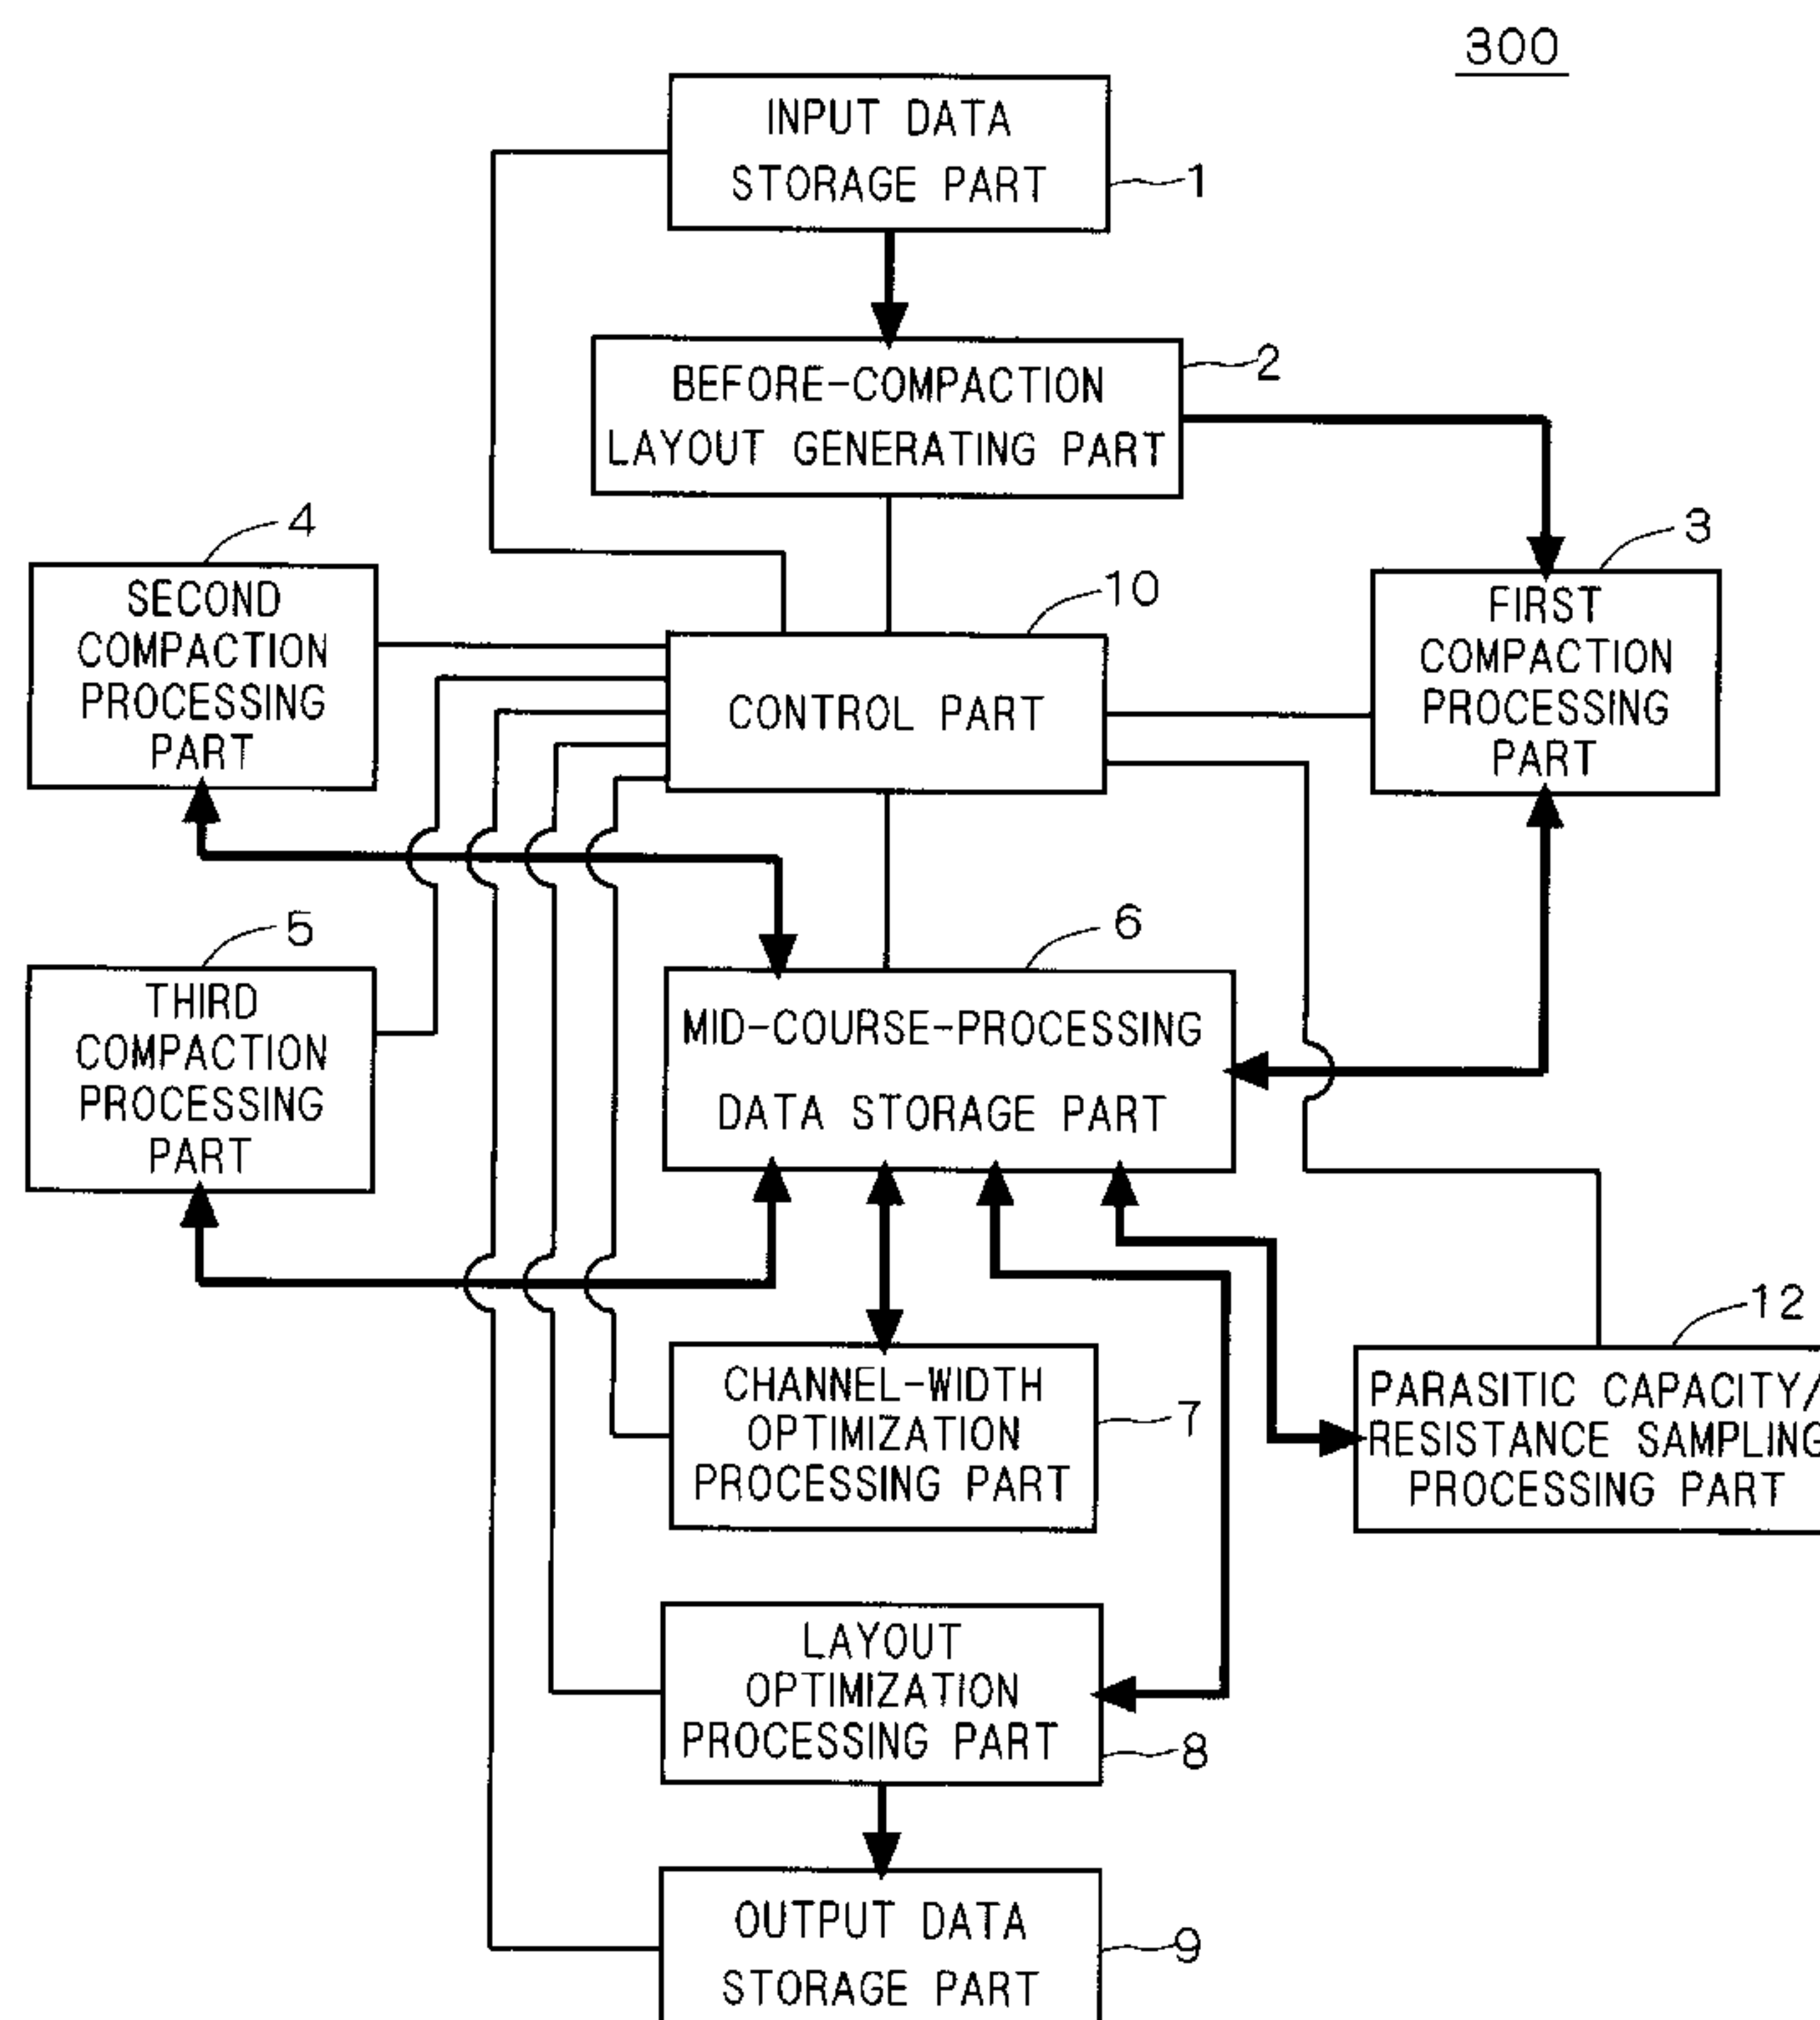 300
INPUT DATA
STORAGE PART
1
BEFORE-COMPACTION
LAYOUT GENERATING PART
2
4
SECOND
COMPACTION
PROCESSING
PART
10
CONTROL PART
3
FIRST
COMPACTION
PROCESSING
PART
5
THIRD
COMPACTION
PROCESSING
PART
6
MID-COURSE-PROCESSING
DATA STORAGE PART
CHANNEL-WIDTH
OPTIMIZATION
PROCESSING PART
7
12
PARASITIC CAPACITY/
RESISTANCE SAMPLING
PROCESSING PART
LAYOUT
OPTIMIZATION
PROCESSING PART
8
OUTPUT DATA
STORAGE PART
9